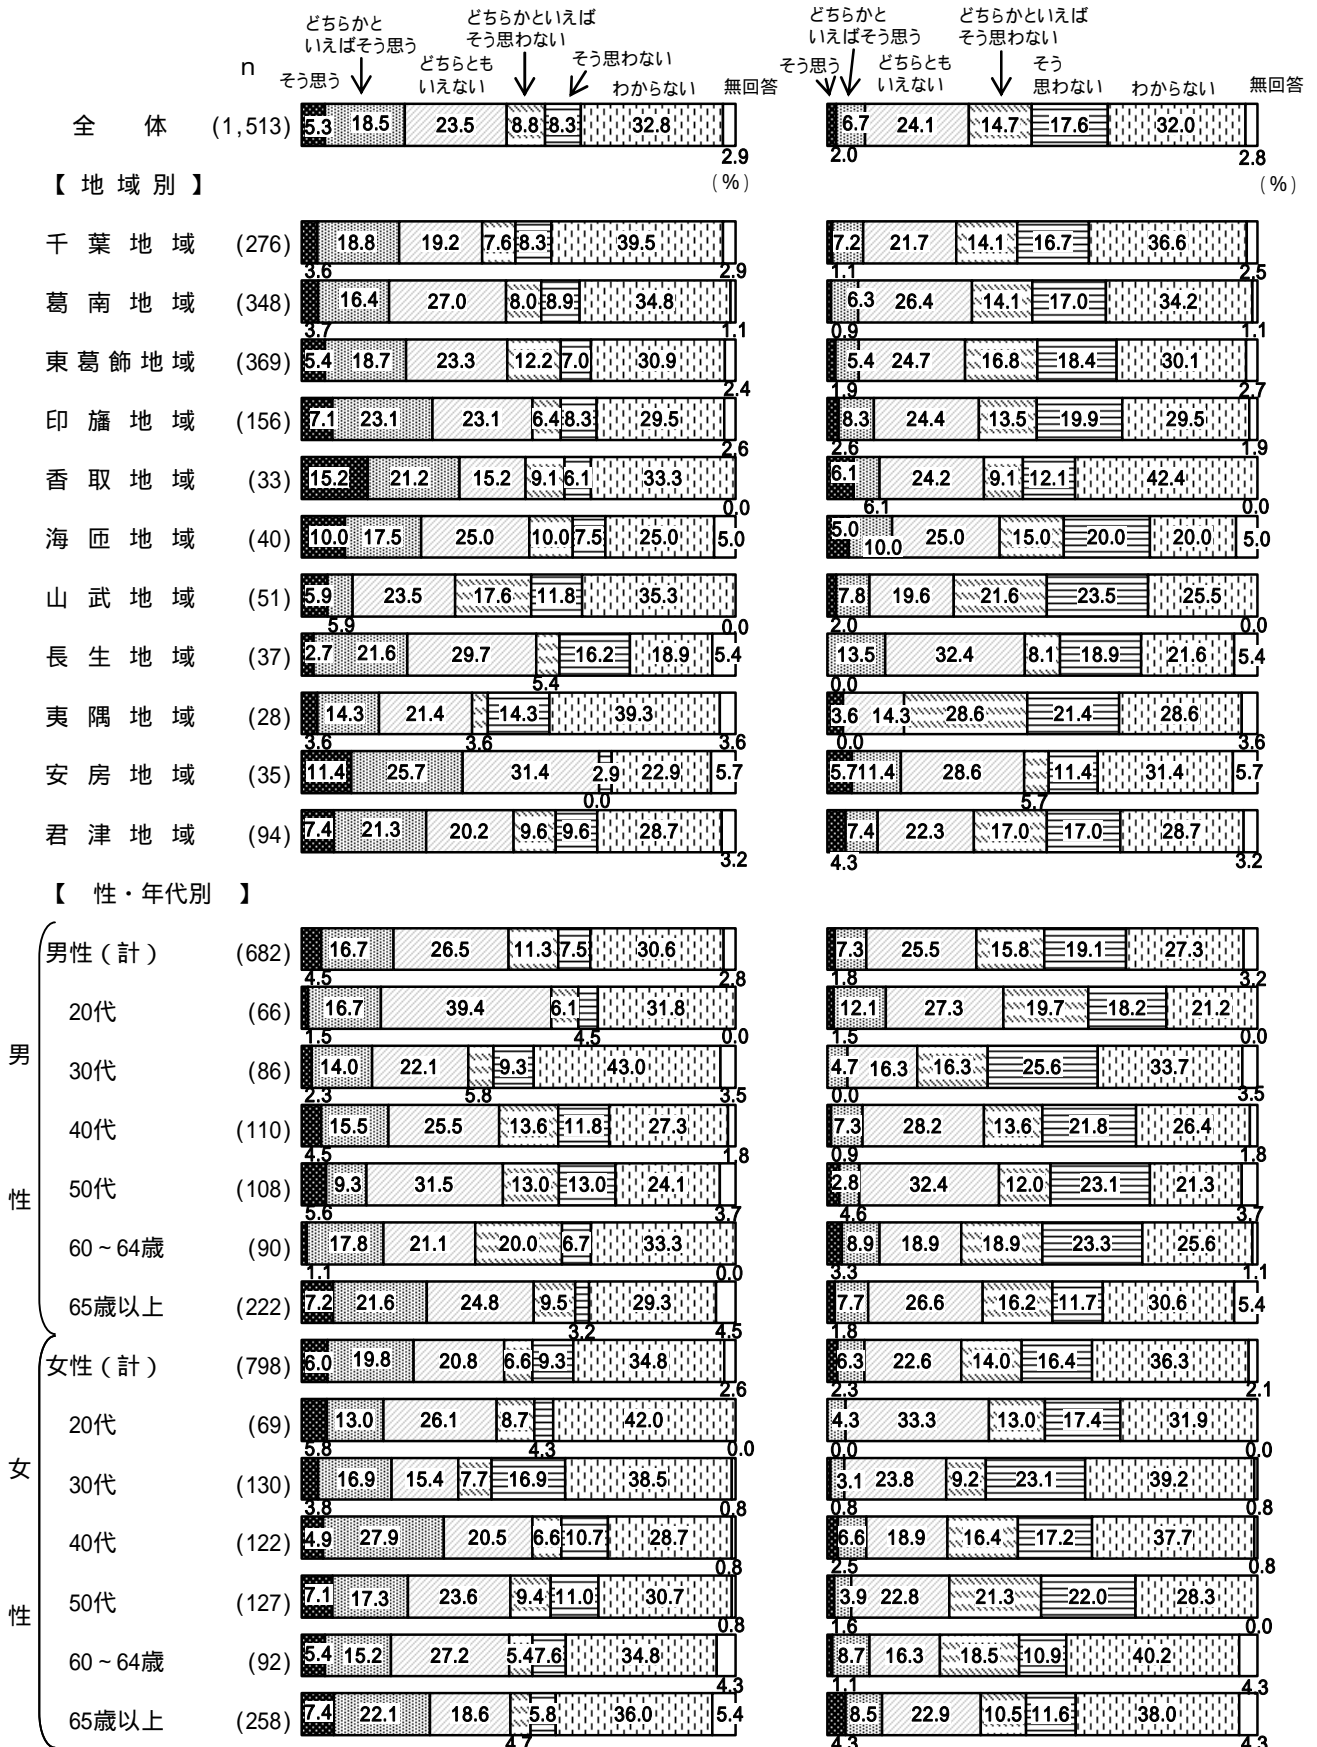 どちらかと
いえばそう思う
どちらかといえば
そう思わない
どちらかと
いえばそう思う
どちらかといえば
そう思わない
n
そう思う
どちらとも
いえない
そう思わない
わからない
無回答
そう思う
どちらとも
いえない
そう
思わない
わからない
無回答
全 体 (1,513) 5.3 18.5 23.5 8.8 8.3 32.8 2.9 2.0 6.7 24.1 14.7 17.6 32.0 2.8
【 地 域 別 】 (%) (%)
千 葉 地 域 (276) 3.6 18.8 19.2 7.6 8.3 39.5 2.9 1.1 7.2 21.7 14.1 16.7 36.6 2.5
葛 南 地 域 (348) 3.7 16.4 27.0 8.0 8.9 34.8 1.1 0.9 6.3 26.4 14.1 17.0 34.2 1.1
東 葛 飾 地 域 (369) 5.4 18.7 23.3 12.2 7.0 30.9 2.4 1.9 5.4 24.7 16.8 18.4 30.1 2.7
印 旛 地 域 (156) 7.1 23.1 23.1 6.4 8.3 29.5 2.6 2.6 8.3 24.4 13.5 19.9 29.5 1.9
香 取 地 域 (33) 15.2 21.2 15.2 9.1 6.1 33.3 0.0 6.1 6.1 24.2 9.1 12.1 42.4 0.0
海 匝 地 域 (40) 10.0 17.5 25.0 10.0 7.5 25.0 5.0 5.0 10.0 25.0 15.0 20.0 20.0 5.0
山 武 地 域 (51) 5.9 5.9 23.5 17.6 11.8 35.3 0.0 2.0 7.8 19.6 21.6 23.5 25.5 0.0
長 生 地 域 (37) 2.7 21.6 29.7 5.4 16.2 18.9 5.4 0.0 13.5 32.4 8.1 18.9 21.6 5.4
夷 隅 地 域 (28) 3.6 14.3 21.4 3.6 14.3 39.3 3.6 3.6 0.0 14.3 28.6 21.4 28.6 3.6
安 房 地 域 (35) 11.4 25.7 31.4 0.0 2.9 22.9 5.7 5.7 11.4 28.6 5.7 11.4 31.4 5.7
君 津 地 域 (94) 7.4 21.3 20.2 9.6 9.6 28.7 3.2 4.3 7.4 22.3 17.0 17.0 28.7 3.2
【 性・年代別 】
男性(計) (682) 4.5 16.7 26.5 11.3 7.5 30.6 2.8 1.8 7.3 25.5 15.8 19.1 27.3 3.2
20代 (66) 1.5 16.7 39.4 6.1 4.5 31.8 0.0 1.5 12.1 27.3 19.7 18.2 21.2 0.0
男
30代 (86) 2.3 14.0 22.1 5.8 9.3 43.0 3.5 0.0 4.7 16.3 16.3 25.6 33.7 3.5
40代 (110) 4.5 15.5 25.5 13.6 11.8 27.3 1.8 0.9 7.3 28.2 13.6 21.8 26.4 1.8
性
50代 (108) 5.6 9.3 31.5 13.0 13.0 24.1 3.7 2.8 4.6 32.4 12.0 23.1 21.3 3.7
60~64歳 (90) 1.1 17.8 21.1 20.0 6.7 33.3 0.0 3.3 8.9 18.9 18.9 23.3 25.6 1.1
65歳以上 (222) 7.2 21.6 24.8 9.5 3.2 29.3 4.5 1.8 7.7 26.6 16.2 11.7 30.6 5.4
女性(計) (798) 6.0 19.8 20.8 6.6 9.3 34.8 2.6 2.3 6.3 22.6 14.0 16.4 36.3 2.1
20代 (69) 5.8 13.0 26.1 8.7 4.3 42.0 0.0 0.0 4.3 33.3 13.0 17.4 31.9 0.0
女
30代 (130) 3.8 16.9 15.4 7.7 16.9 38.5 0.8 0.8 3.1 23.8 9.2 23.1 39.2 0.8
40代 (122) 4.9 27.9 20.5 6.6 10.7 28.7 0.8 2.5 6.6 18.9 16.4 17.2 37.7 0.8
性
50代 (127) 7.1 17.3 23.6 9.4 11.0 30.7 0.8 1.6 3.9 22.8 21.3 22.0 28.3 0.0
60~64歳 (92) 5.4 15.2 27.2 5.4 7.6 34.8 4.3 1.1 8.7 16.3 18.5 10.9 40.2 4.3
65歳以上 (258) 7.4 22.1 18.6 4.7 5.8 36.0 5.4 4.3 8.5 22.9 10.5 11.6 38.0 4.3